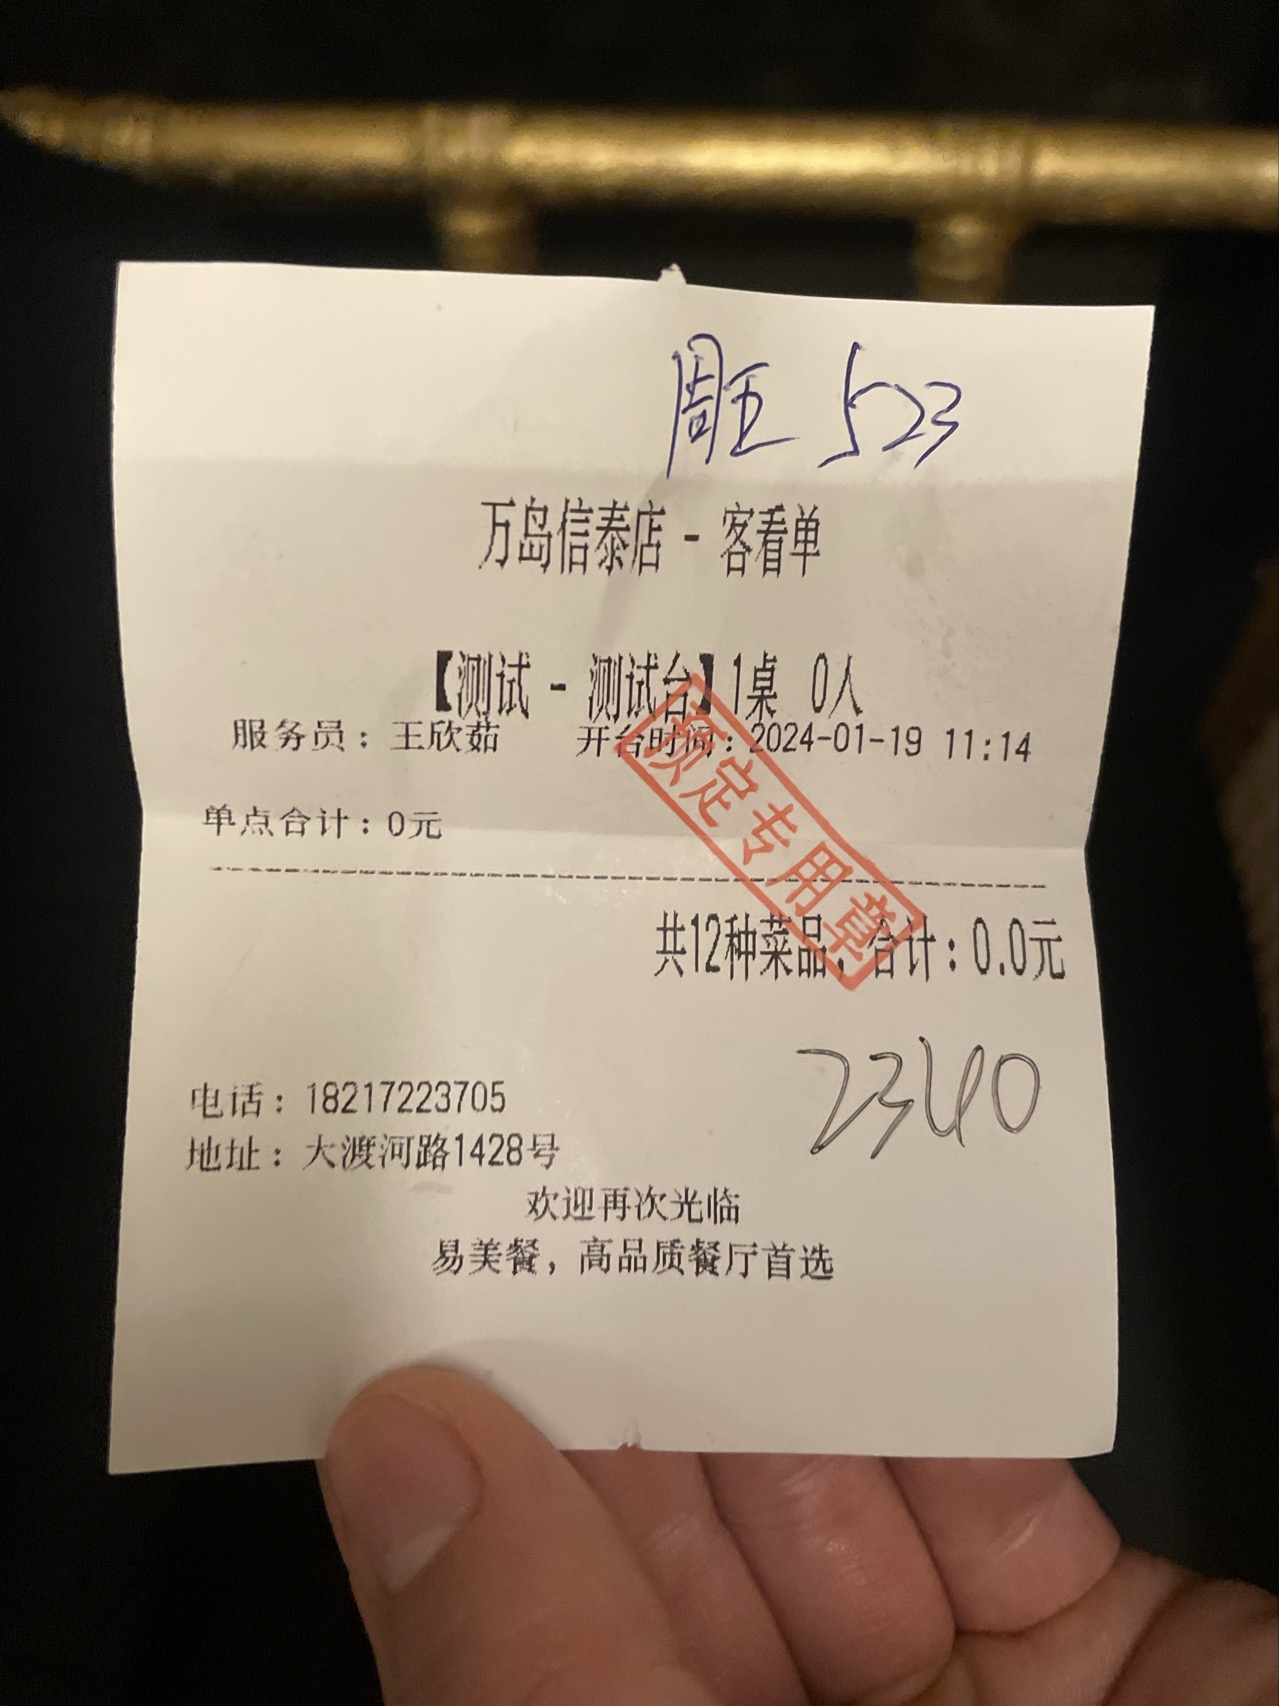 周五 523
万岛信泰店 - 客看单
【测试 - 测试台】1桌 0人
服务员：王欣茹 开台时间：2024-01-19 11:14
预定专用章
单点合计：0元
共12种菜品，合计：0.0元
2340
电话：18217223705
地址：大渡河路1428号
欢迎再次光临
易美餐，高品质餐厅首选